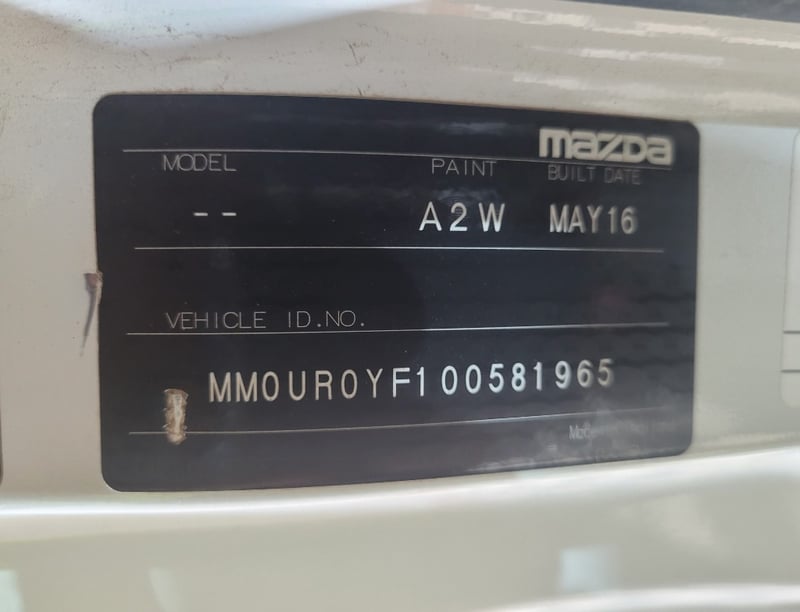 mazda
MODEL PAINT BUILT DATE
-- A2W MAY16
VEHICLE ID.NO.
MM0UR0YF100581965